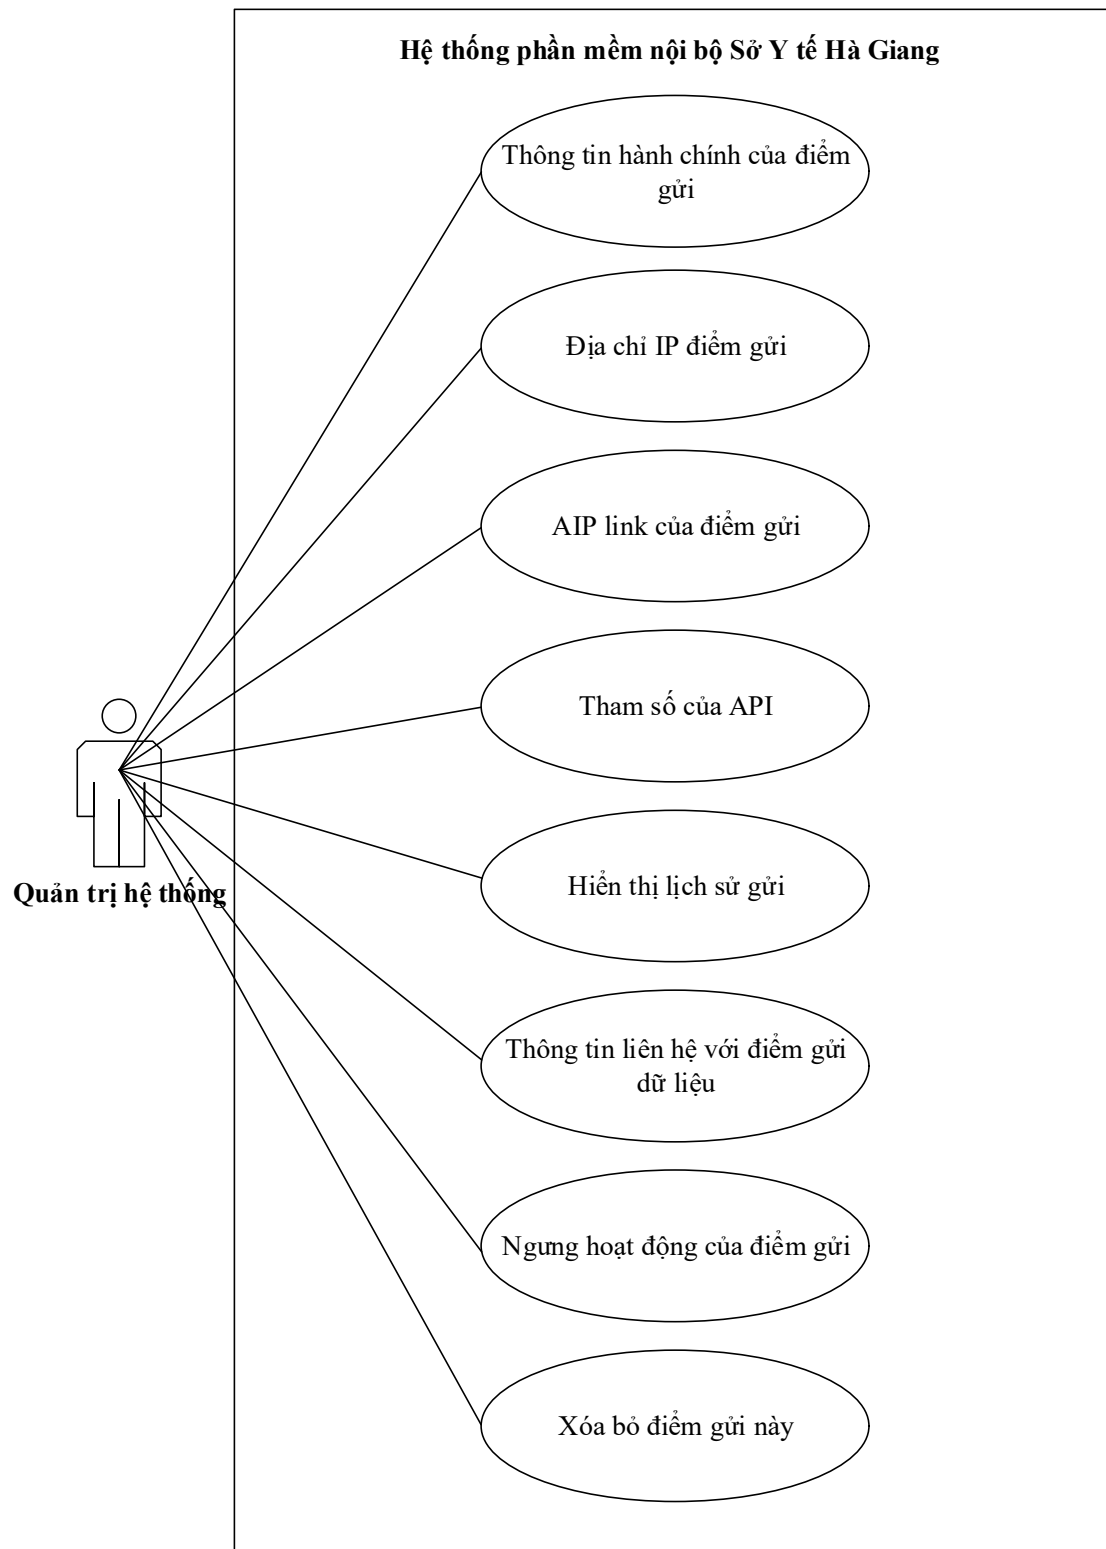 Hệ thống phần mềm nội bộ Sở Y tế Hà Giang
Thông tin hành chính của điểm
gửi
Địa chỉ IP điểm gửi
AIP link của điểm gửi
Tham số của API
Hiển thị lịch sử gửi
Quản trị hệ thống
Thông tin liên hệ với điểm gửi
dữ liệu
Ngưng hoạt động của điểm gửi
Xóa bỏ điểm gửi này